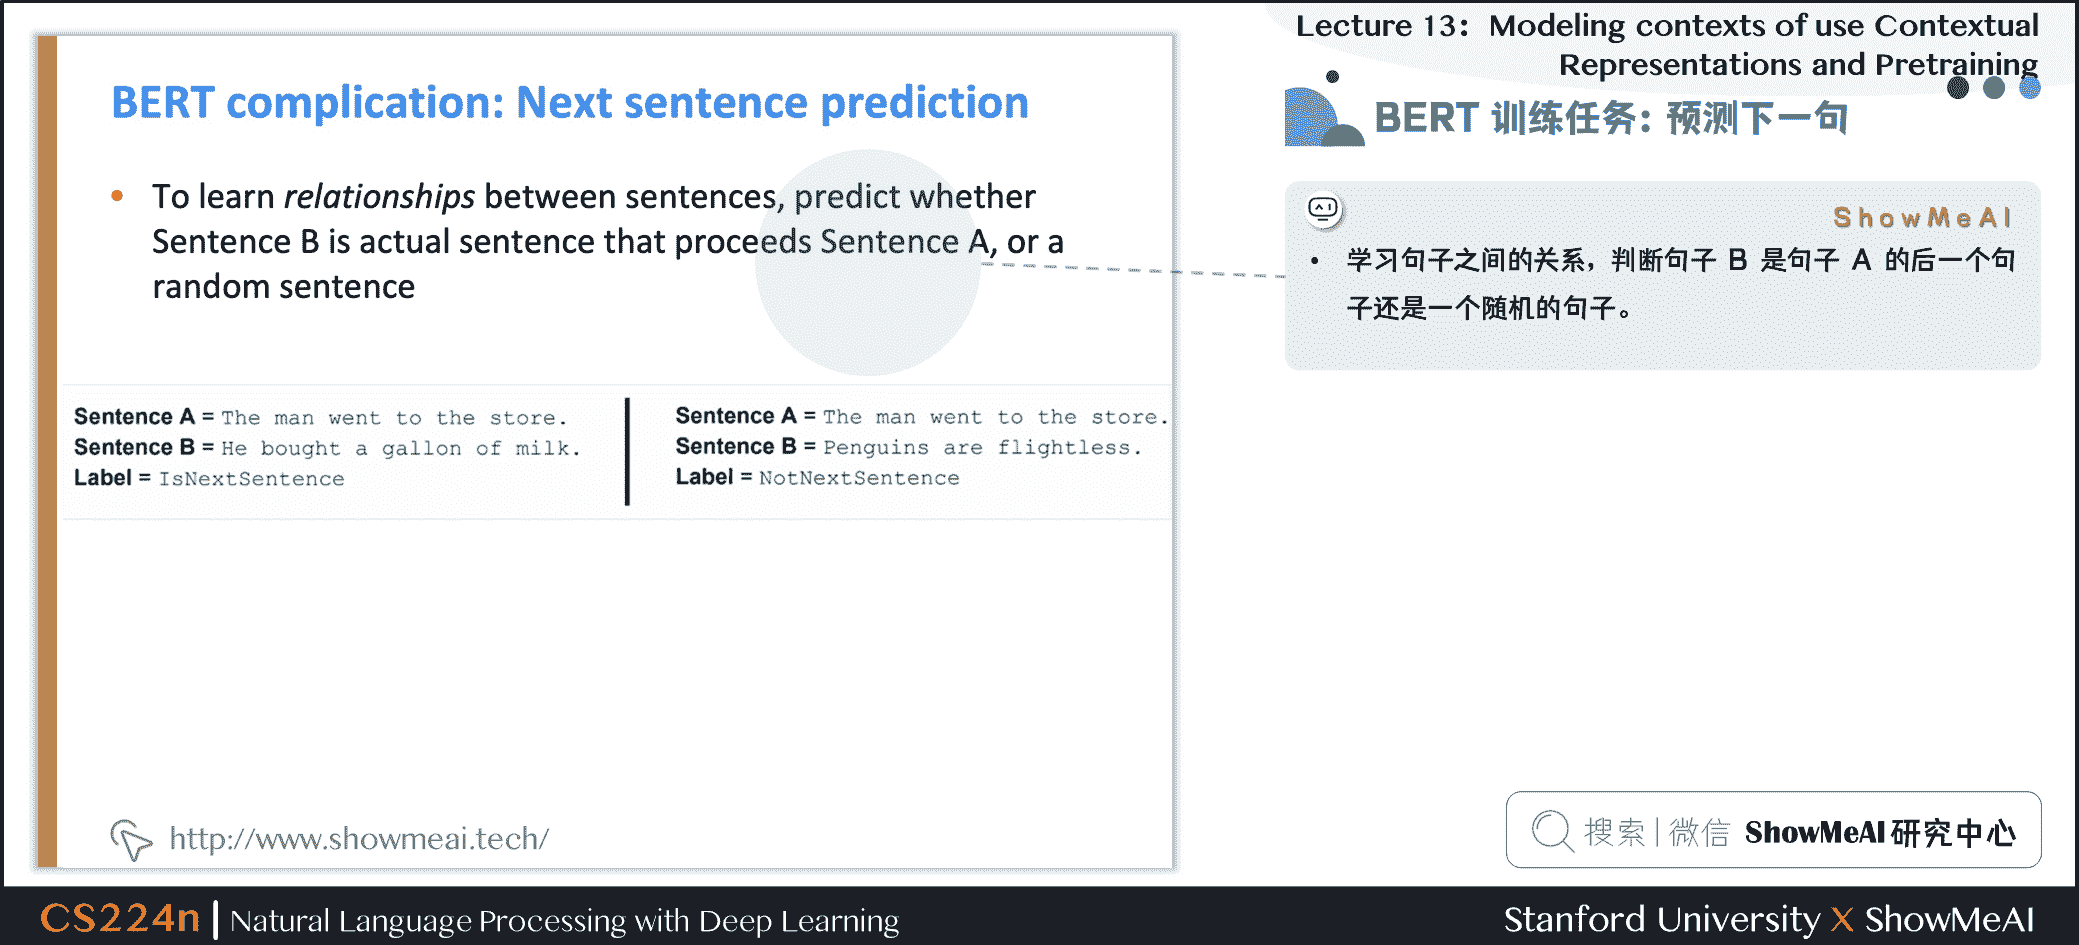 Lecture 13: Modeling contexts of use Contextual
Representations and Pretraining
BERT complication: Next sentence prediction
• To learn relationships between sentences, predict whether
Sentence B is actual sentence that proceeds Sentence A, or a
random sentence
Sentence A = The man went to the store.
Sentence B = He bought a gallon of milk.
Label = IsNextSentence
Sentence A = The man went to the store.
Sentence B = Penguins are flightless.
Label = NotNextSentence
http://www.showmeai.tech/
BERT 训练任务: 预测下一句
ShowMeAI
• 学习句子之间的关系，判断句子 B 是句子 A 的后一个句
子还是一个随机的句子。
搜索 | 微信 ShowMeAI 研究中心
CS224n | Natural Language Processing with Deep Learning
Stanford University X ShowMeAI